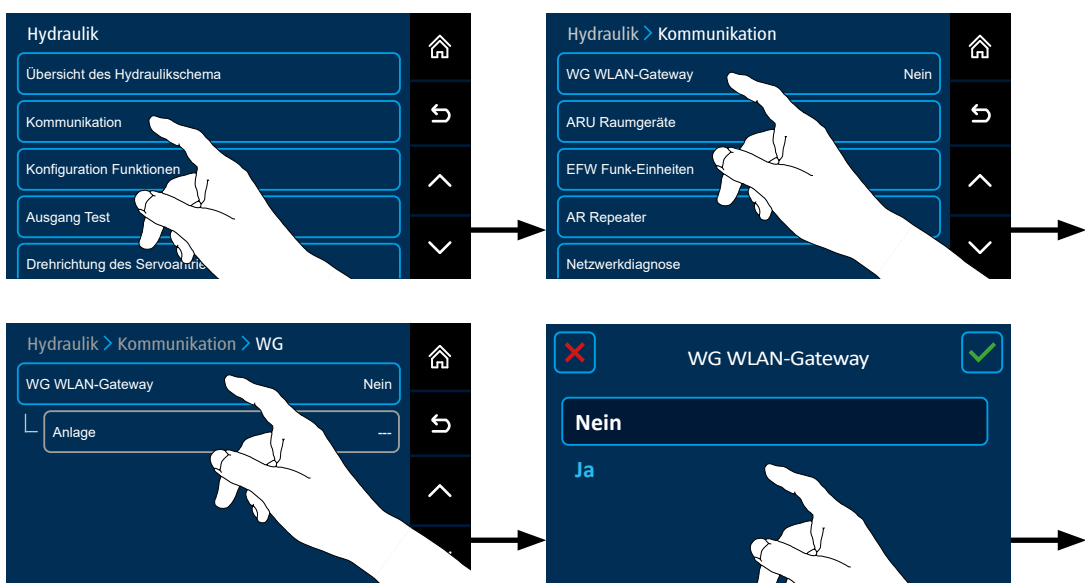 Hydraulik
Übersicht des Hydraulikschema
Kommunikation
Konfiguration Funktionen
Ausgang Test
Drehrichtung des
Hydraulik > Kommunikation
WG WLAN-Gateway Nein
ARU Raumgeräte
EFW Funk-Einheiten
AR Repeater
Netzwerkdiagnose
Hydraulik > Kommunikation > WG
WG WLAN-Gateway Nein
Anlage ---
WG WLAN-Gateway
Nein
Ja